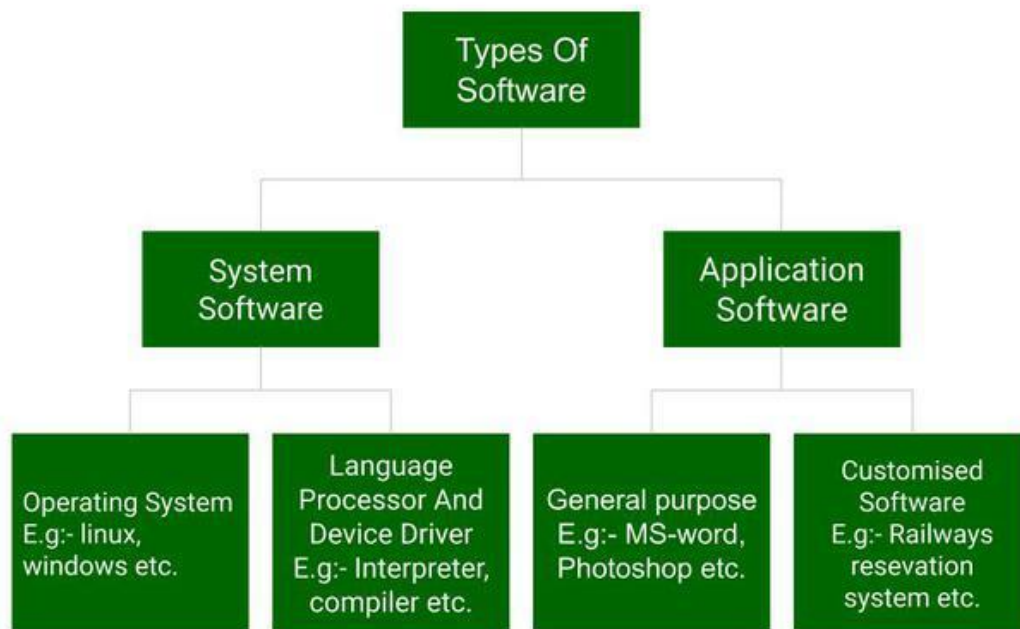 Types Of
Software
System
Software
Application
Software
Operating System
E.g:- linux,
windows etc.
Language
Processor And
Device Driver
E.g:- Interpreter,
compiler etc.
General purpose
E.g:- MS-word,
Photoshop etc.
Customised
Software
E.g:- Railways
resevation
system etc.